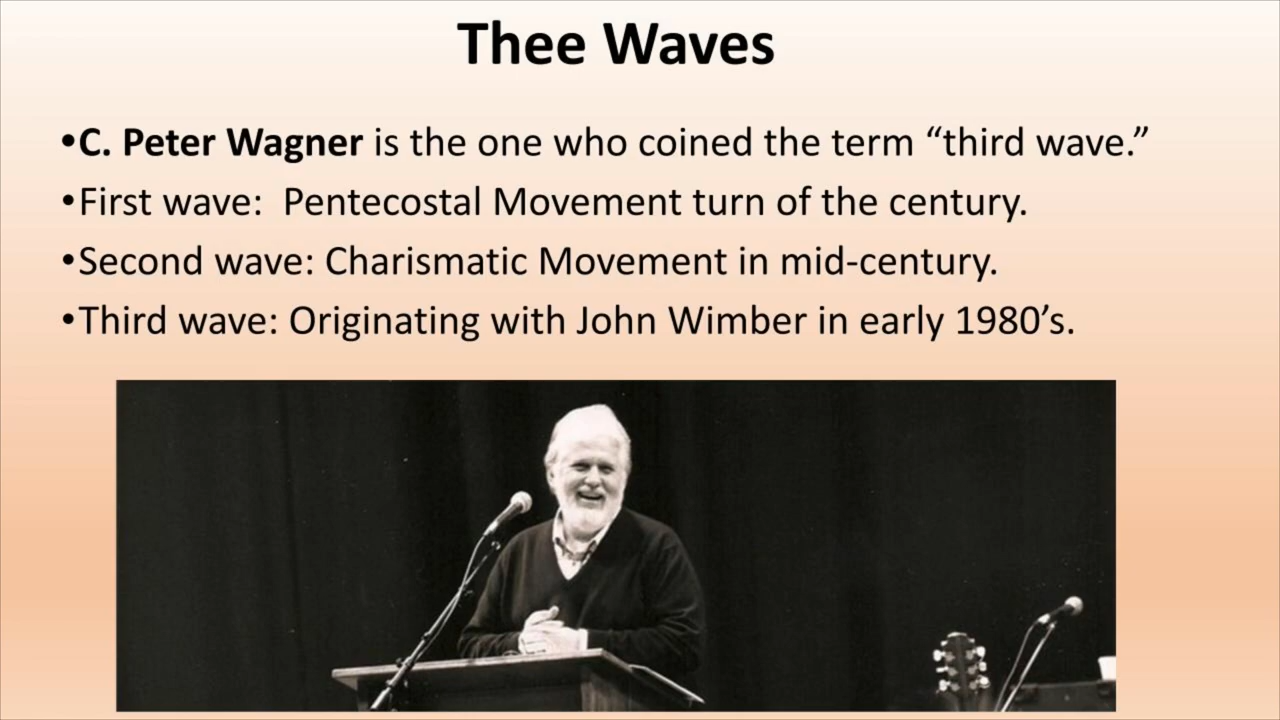 Thee Waves
•C. Peter Wagner is the one who coined the term “third wave.”
•First wave:  Pentecostal Movement turn of the century.
•Second wave: Charismatic Movement in mid-century.
•Third wave: Originating with John Wimber in early 1980’s.